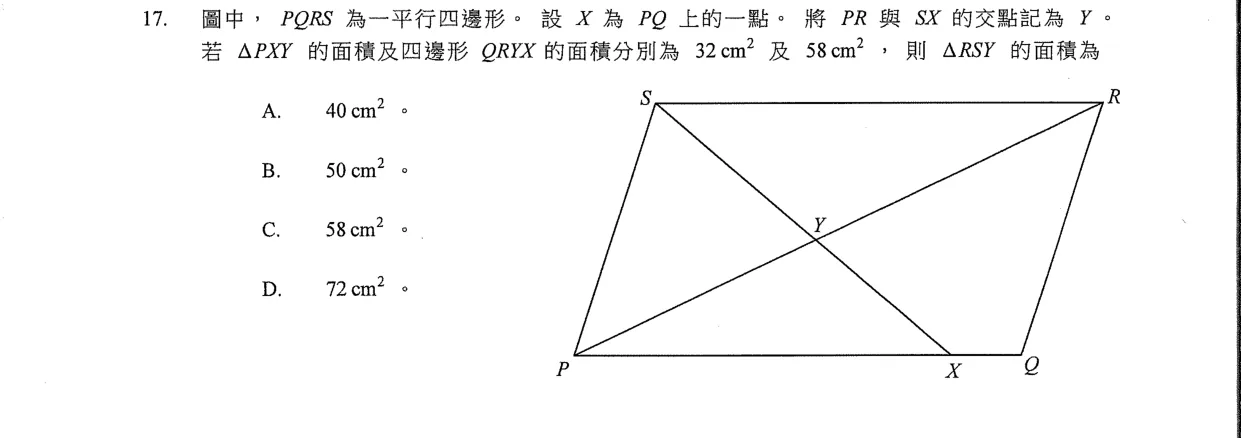 17. 圖中， PQRS 為一平行四邊形。 設 X 為 PQ 上的一點。 將 PR 與 SX 的交點記為 Y 。
若 ΔPXY 的面積及四邊形 QRYX 的面積分別為 32 cm² 及 58 cm² ， 則 ΔRSY 的面積為
A. 40 cm² 。
B. 50 cm² 。
C. 58 cm² 。
D. 72 cm² 。
S
R
Y
P
X
Q